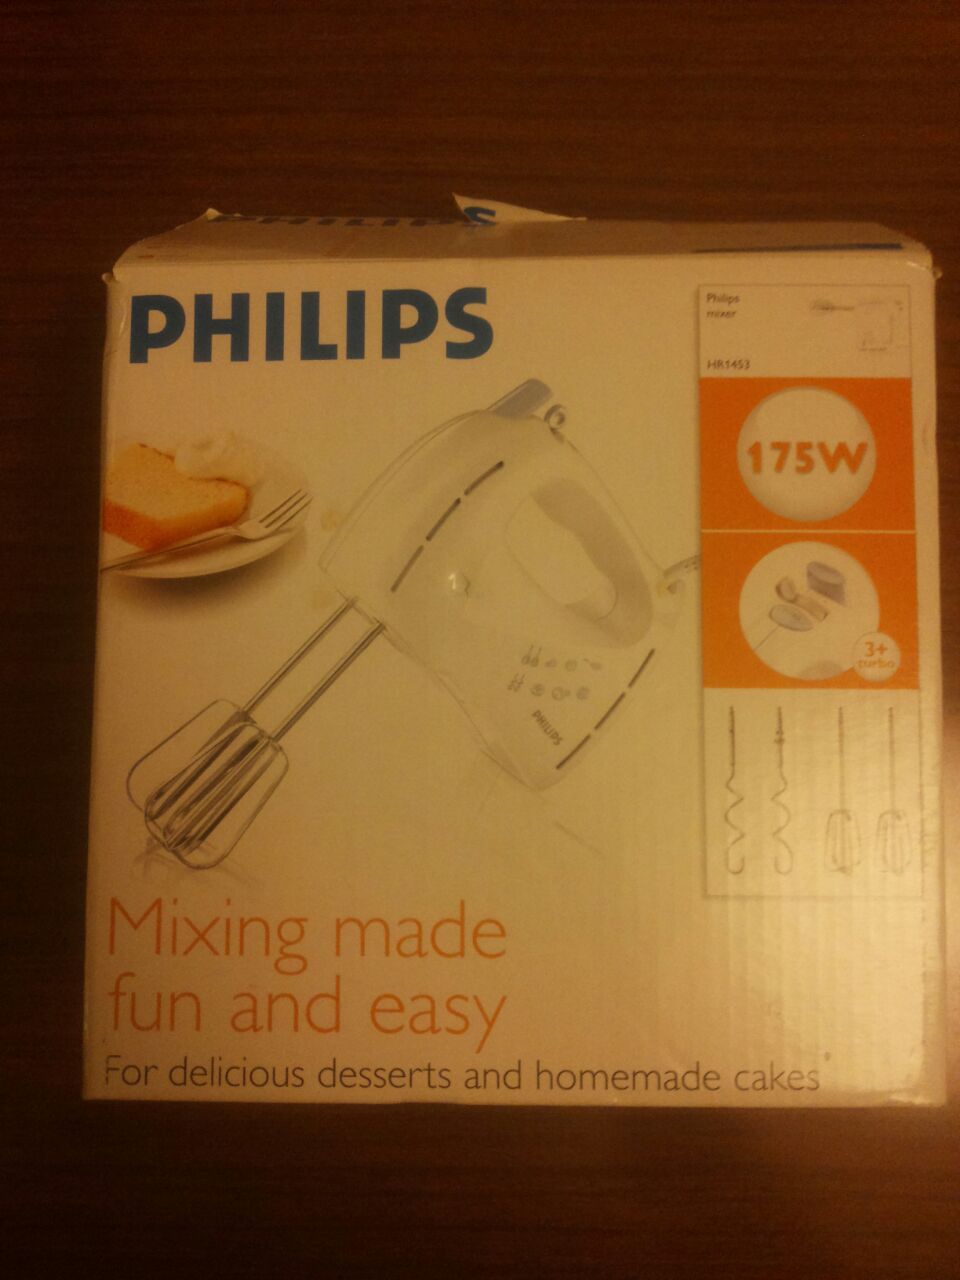 PHILIPS
PHILIPS
Philips
mixer
HR1453
175W
3+
turbo
PHILIPS
Mixing made
fun and easy
For delicious desserts and homemade cakes